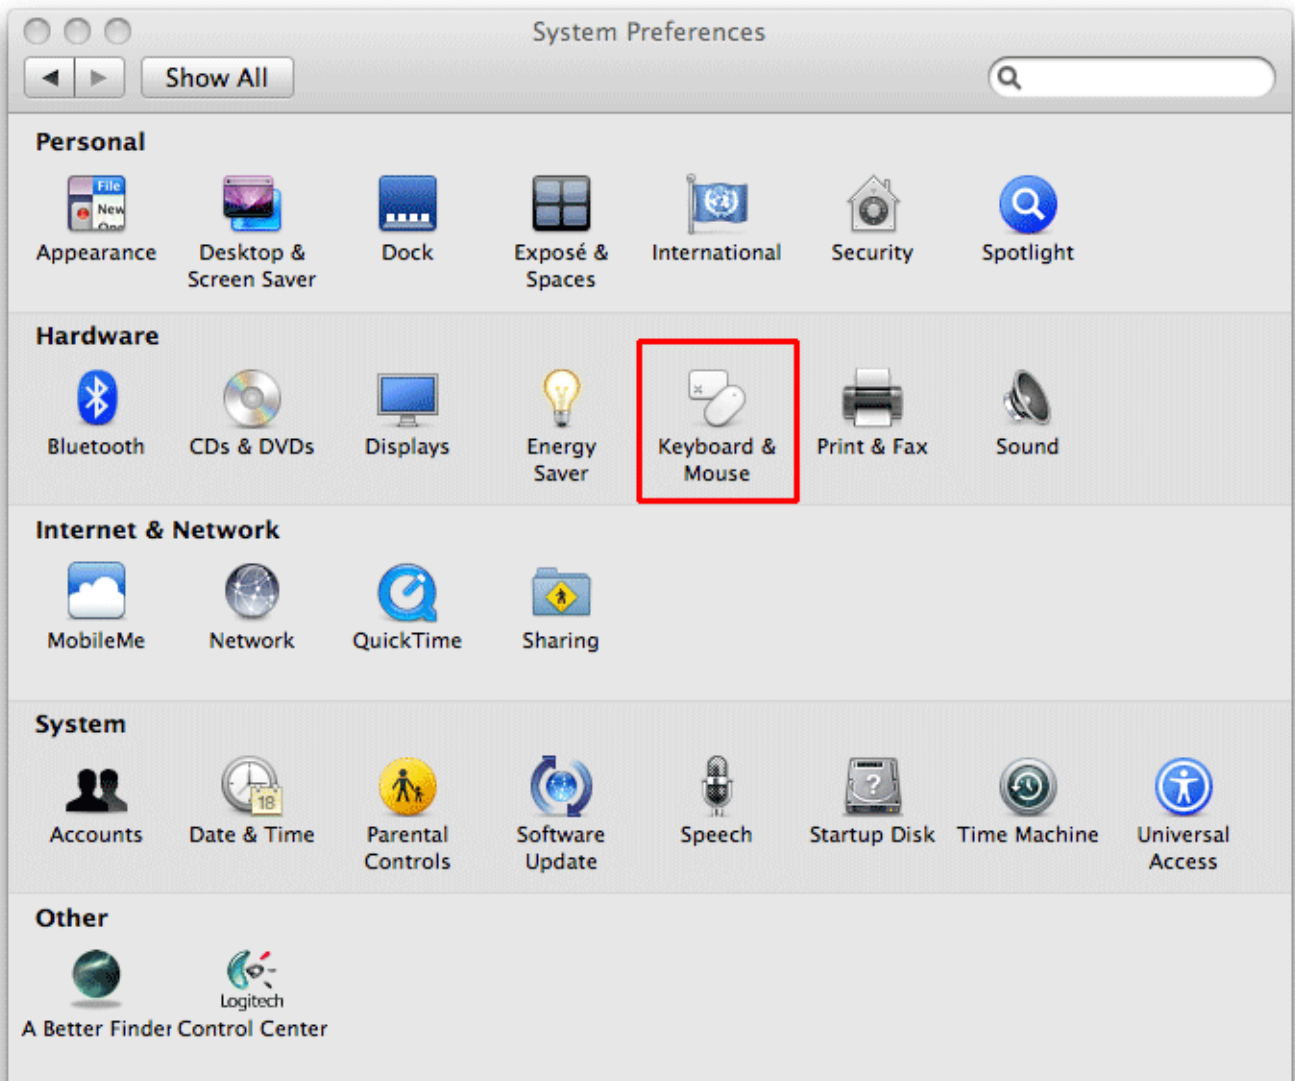 System Preferences
Show All
Personal
File
New
One
Appearance
Desktop &
Screen Saver
Dock
Exposé &
Spaces
International
Security
Spotlight
Hardware
Bluetooth
CDs & DVDs
Displays
Energy
Saver
Keyboard &
Mouse
Print & Fax
Sound
Internet & Network
MobileMe
Network
QuickTime
Sharing
System
18
?
Accounts
Date & Time
Parental
Controls
Software
Update
Speech
Startup Disk
Time Machine
Universal
Access
Other
Logitech
A Better Finder
Control Center